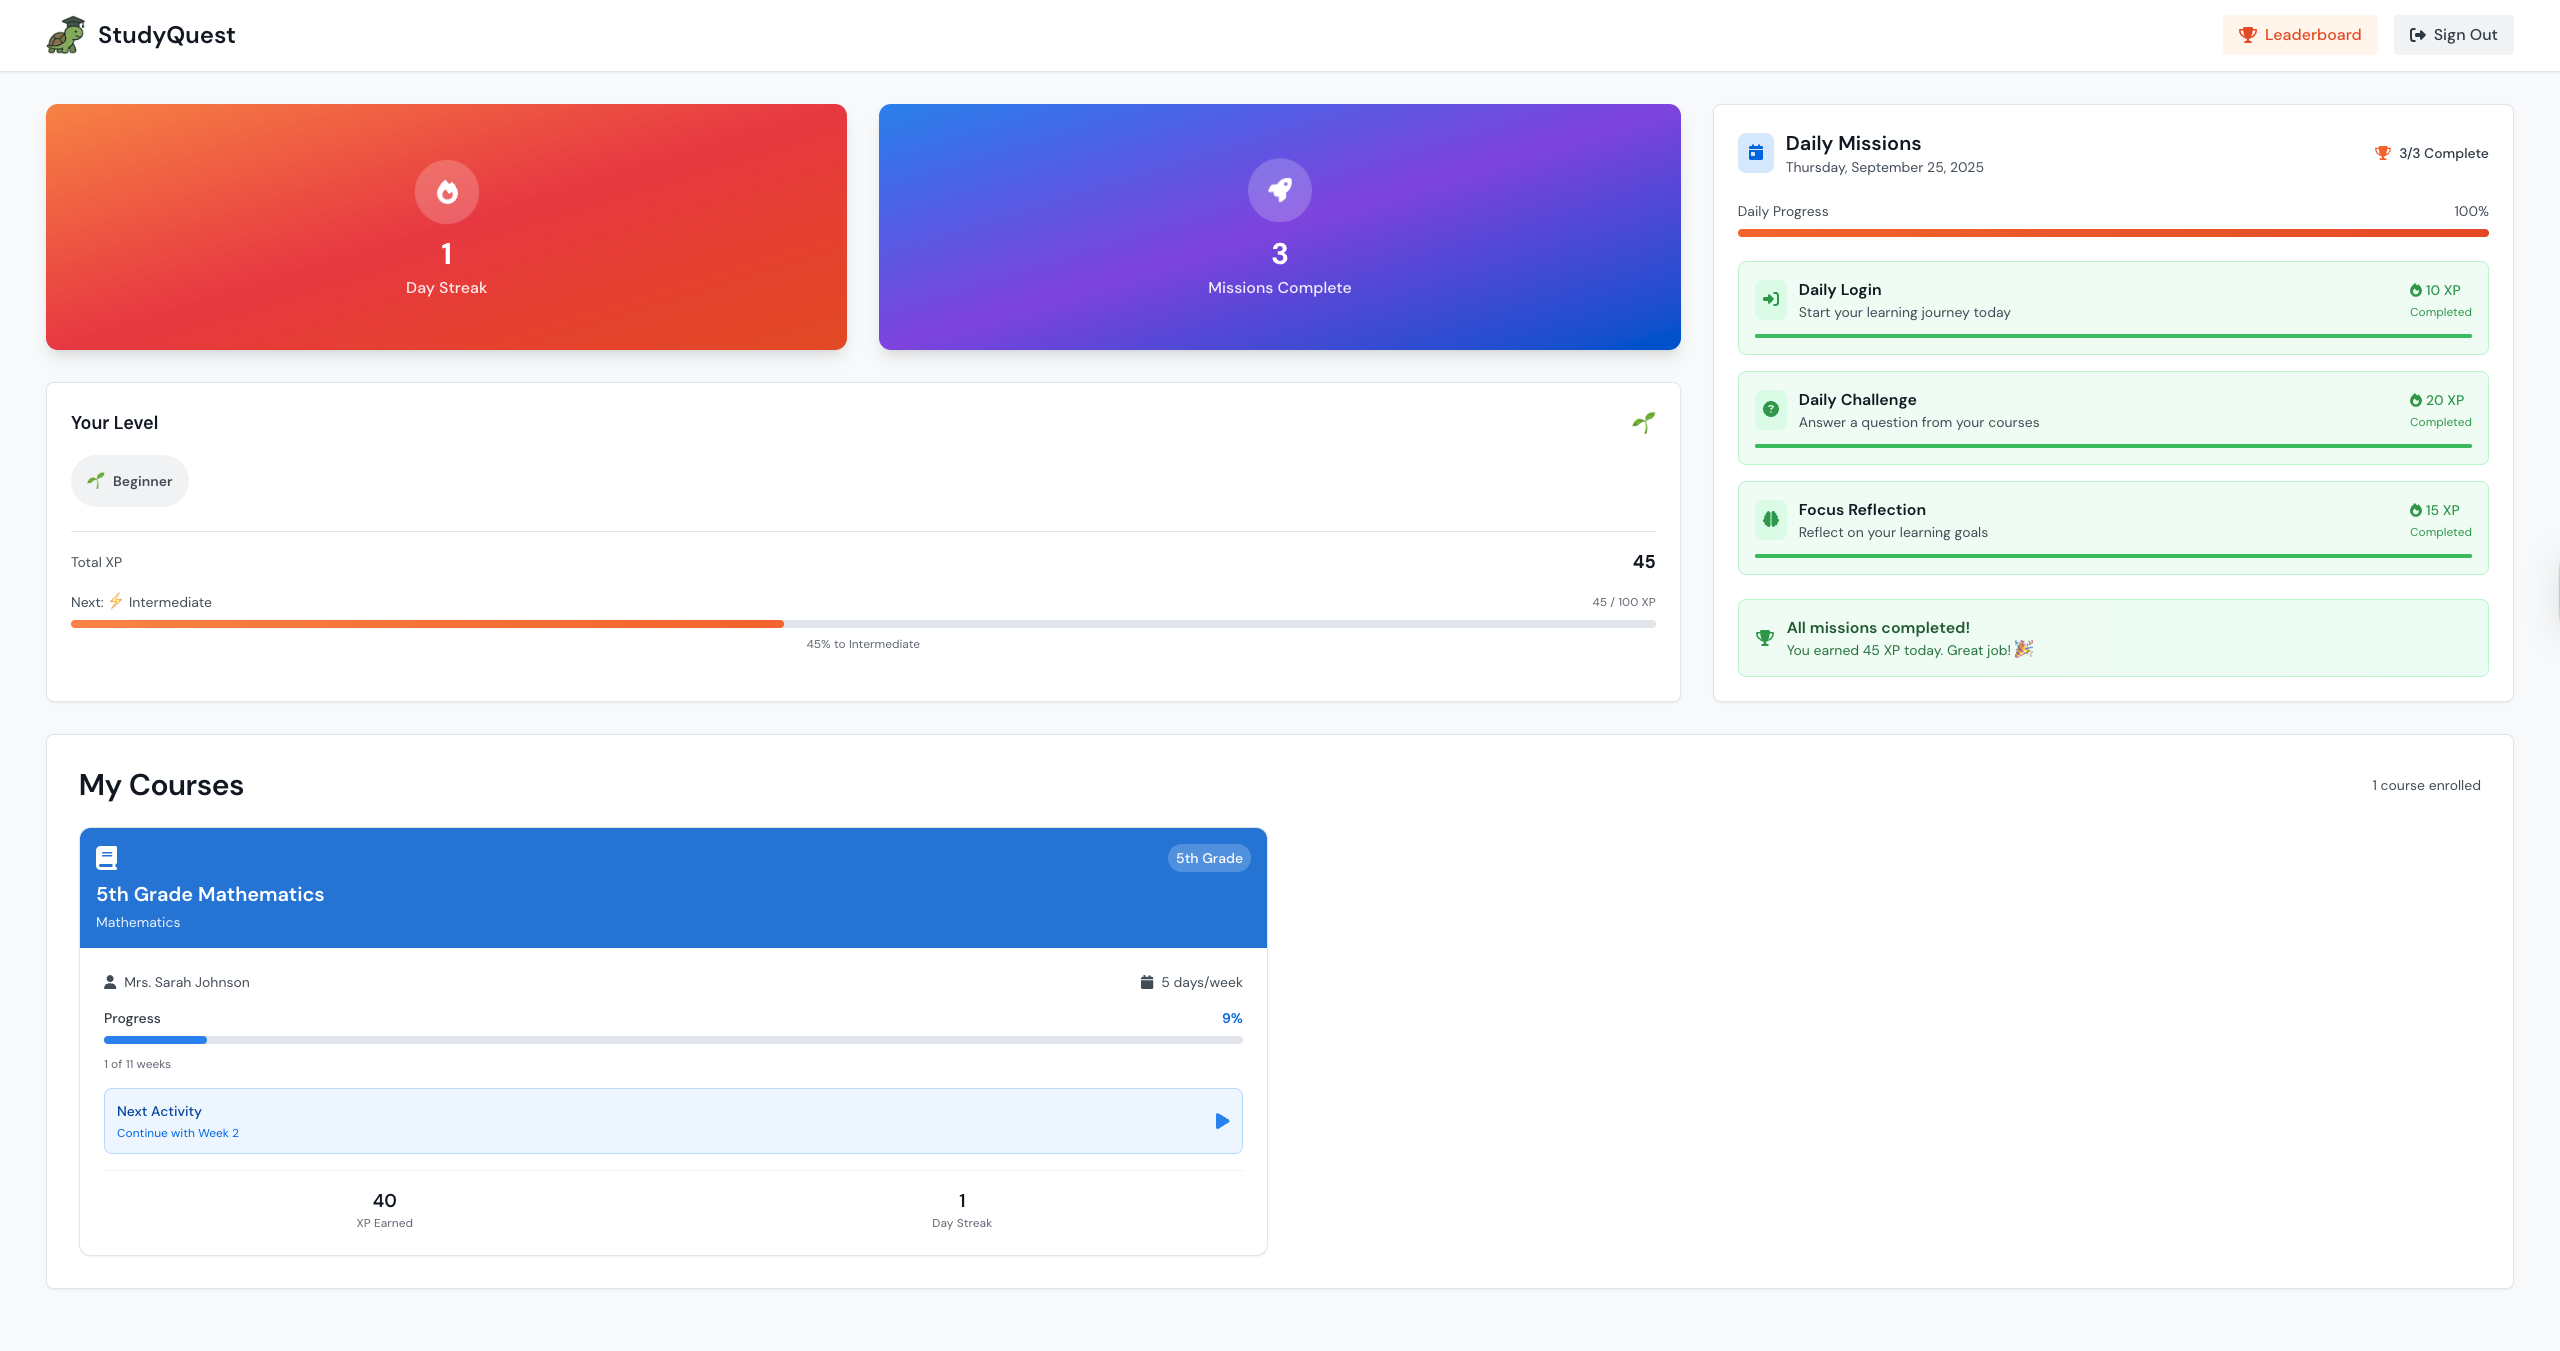 StudyQuest
Leaderboard
Sign Out
1
Day Streak
3
Missions Complete
Your Level
Beginner
Total XP
45
Next: ⚡ Intermediate
45 / 100 XP
45% to Intermediate
Daily Missions
Thursday, September 25, 2025
3/3 Complete
Daily Progress
100%
Daily Login
10 XP
Start your learning journey today
Completed
Daily Challenge
20 XP
Answer a question from your courses
Completed
Focus Reflection
15 XP
Reflect on your learning goals
Completed
All missions completed!
You earned 45 XP today. Great job! 🎉
My Courses
1 course enrolled
5th Grade
5th Grade Mathematics
Mathematics
Mrs. Sarah Johnson
5 days/week
Progress
9%
1 of 11 weeks
Next Activity
Continue with Week 2
40
XP Earned
1
Day Streak